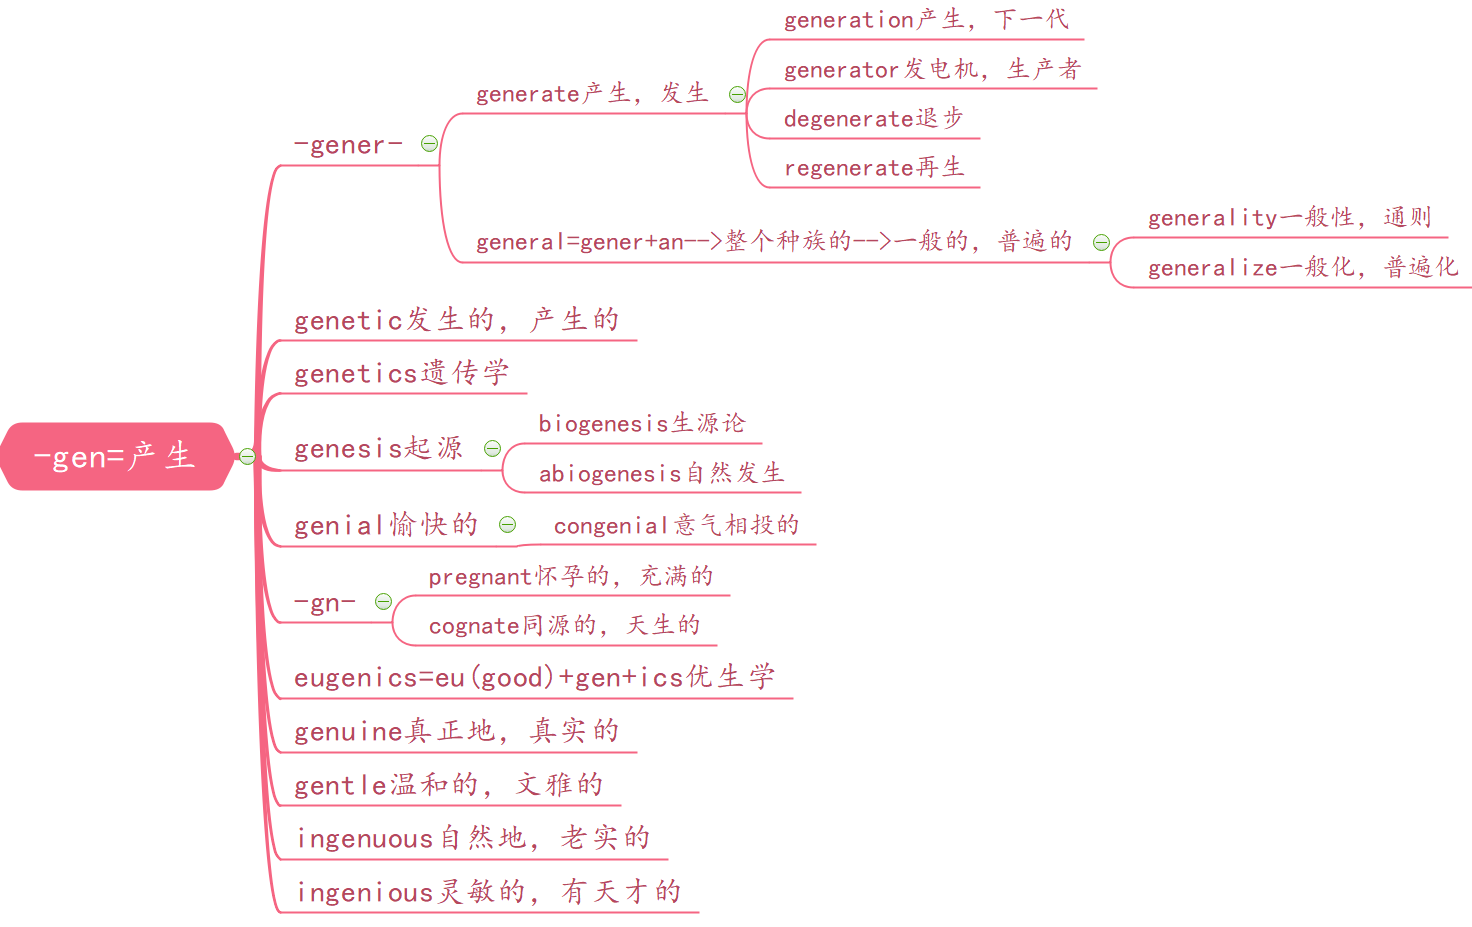 -gen=产生
-gener-
generate产生，发生
generation产生，下一代
generator发电机，生产者
degenerate退步
regenerate再生
general=gener+an-->整个种族的-->一般的，普遍的
generality一般性，通则
generalize一般化，普遍化
genetic发生的，产生的
genetics遗传学
genesis起源
biogenesis生源论
abiogenesis自然发生
genial愉快的
congenial意气相投的
-gn-
pregnant怀孕的，充满的
cognate同源的，天生的
eugenics=eu(good)+gen+ics优生学
genuine真正地，真实的
gentle温和的，文雅的
ingenuous自然地，老实的
ingenious灵敏的，有天才的